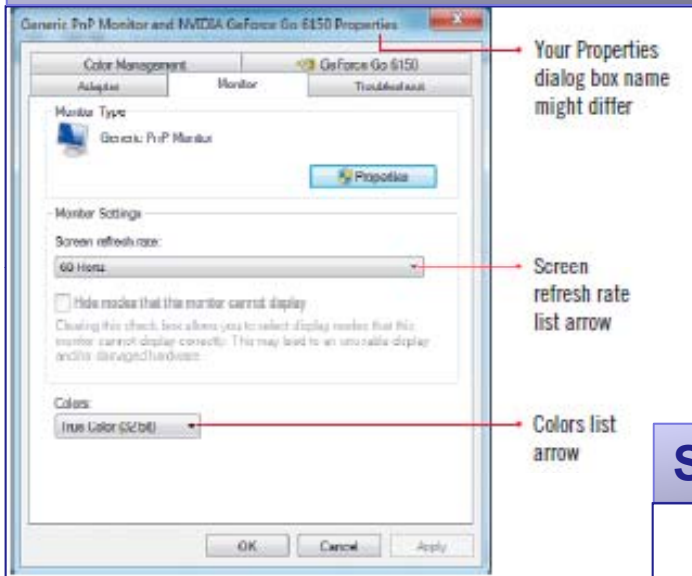 Generic PnP Monitor and NVIDIA GeForce Go 6150 Properties
Your Properties
dialog box name
might differ
Color Management
GeForce Go 6150
Adapter
Monitor
Troubleshoot
Monitor Type
Generic PnP Monitor
Properties
Monitor Settings
Screen refresh rate:
60 Hertz
Screen
refresh rate
list arrow
Hide modes that this monitor cannot display
Clearing this check box allows you to select display modes that this
monitor cannot display correctly. This may lead to an unusable display
and/or damaged hardware.
Colors:
True Color (32 bit)
Colors list
arrow
S
OK
Cancel
Apply